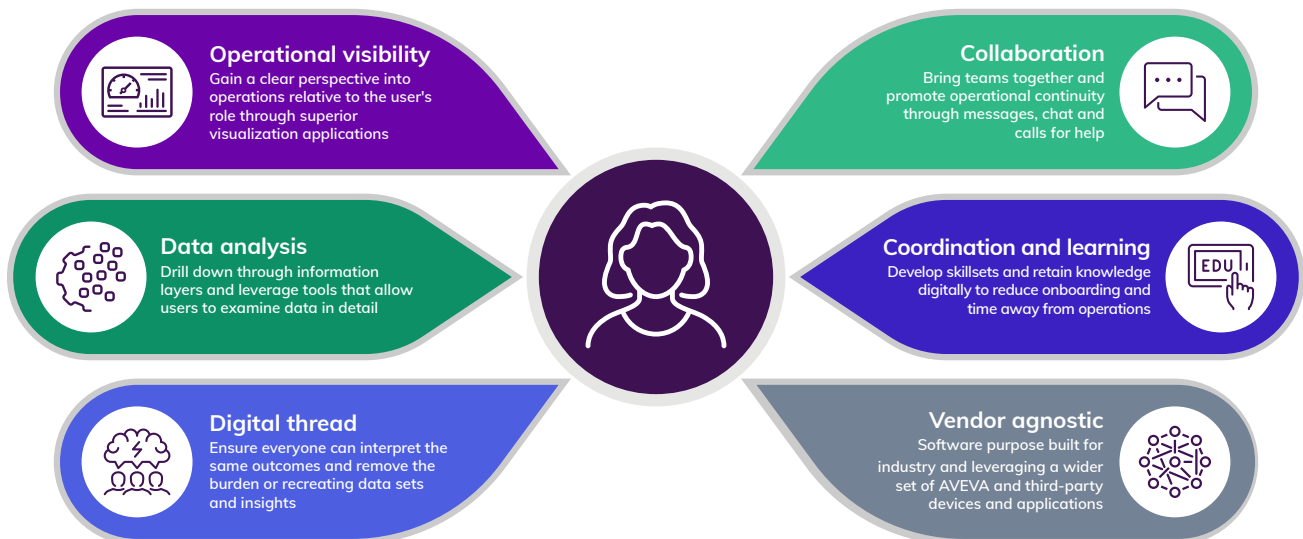 Operational visibility
Gain a clear perspective into
operations relative to the user's
role through superior
visualization applications
Collaboration
Bring teams together and
promote operational continuity
through messages, chat and
calls for help
Data analysis
Drill down through information
layers and leverage tools that allow
users to examine data in detail
Coordination and learning
Develop skillsets and retain knowledge
digitally to reduce onboarding and
time away from operations
EDU
Digital thread
Ensure everyone can interpret the
same outcomes and remove the
burden or recreating data sets
and insights
Vendor agnostic
Software purpose built for
industry and leveraging a wider
set of AVEVA and third-party
devices and applications